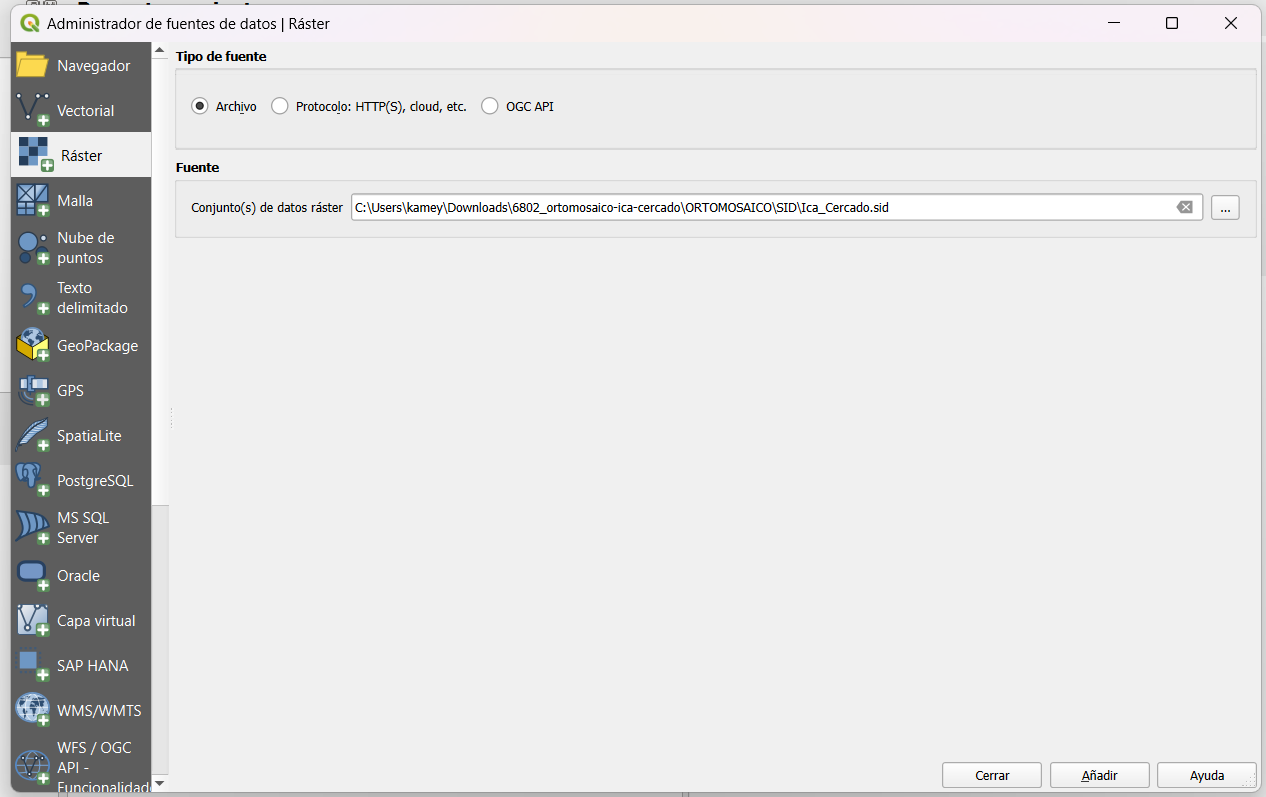 Administrador de fuentes de datos | Ráster
Navegador
Vectorial
Ráster
Malla
Nube de
puntos
Texto
delimitado
GeoPackage
GPS
SpatiaLite
PostgreSQL
MS SQL
Server
Oracle
Capa virtual
SAP HANA
WMS/WMTS
WFS / OGC
API -
Funcionalidad
Tipo de fuente
Archivo
Protocolo: HTTP(S), cloud, etc.
OGC API
Fuente
Conjunto(s) de datos ráster
C:\Users\kamey\Downloads\6802_ortomosaico-ica-cercado\ORTOMOSAICO\SID\Ica_Cercado.sid
...
Cerrar
Añadir
Ayuda